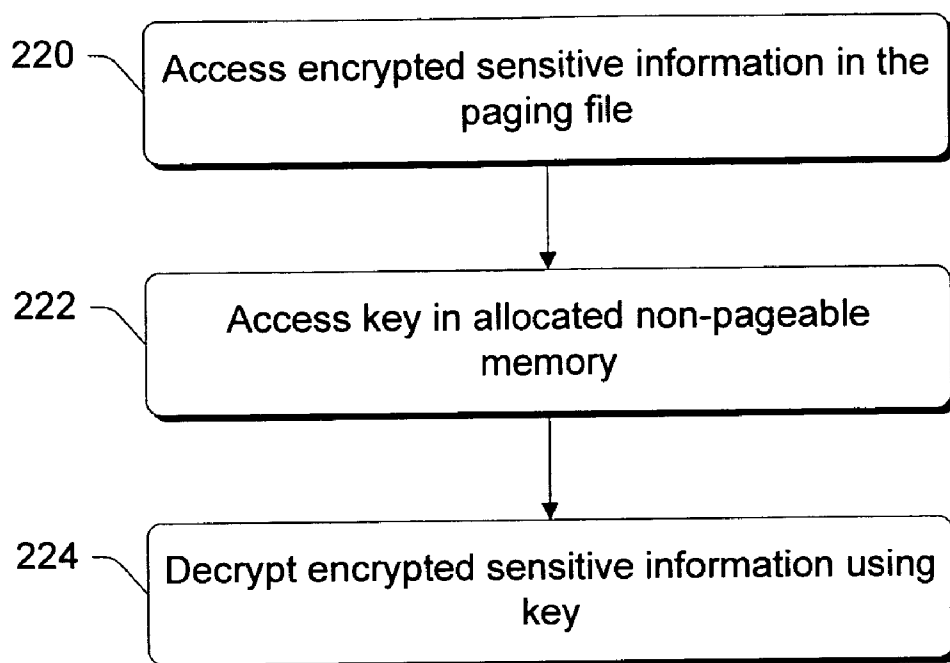 220
Access encrypted sensitive information in the
paging file
222
Access key in allocated non-pageable
memory
224
Decrypt encrypted sensitive information using
key